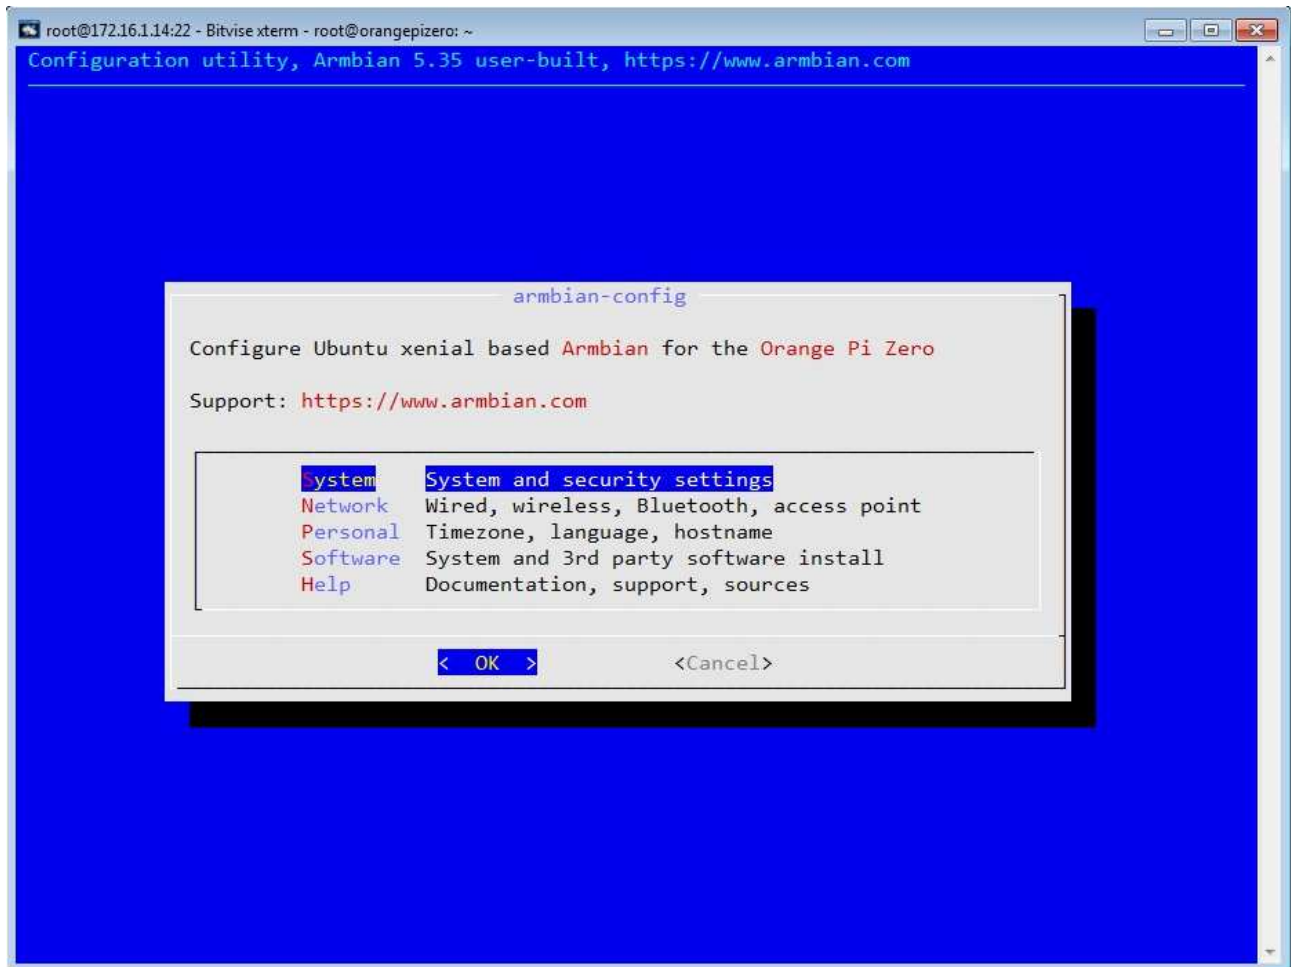 root@172.16.1.14:22 - Bitvise xterm - root@orangepizero: ~
Configuration utility, Armbian 5.35 user-built, https://www.armbian.com
armbian-config
Configure Ubuntu xenial based Armbian for the Orange Pi Zero
Support: https://www.armbian.com
System System and security settings
Network Wired, wireless, Bluetooth, access point
Personal Timezone, language, hostname
Software System and 3rd party software install
Help Documentation, support, sources
< OK > <Cancel>